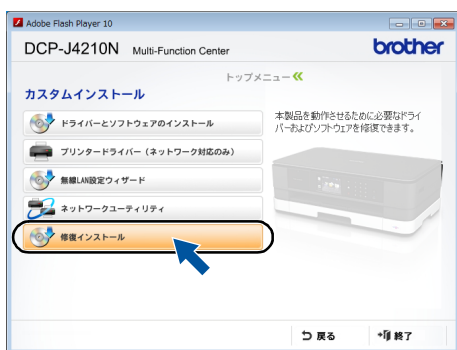 Adobe Flash Player 10
DCP-J4210N Multi-Function Center
brother
トップメニュー
カスタムインストール
ドライバーとソフトウェアのインストール
本製品を動作させるために必要なドライ
バーおよびソフトウェアを修復できます。
プリンタードライバー（ネットワーク対応のみ）
無線LAN設定ウィザード
ネットワークユーティリティ
修復インストール
戻る
終了